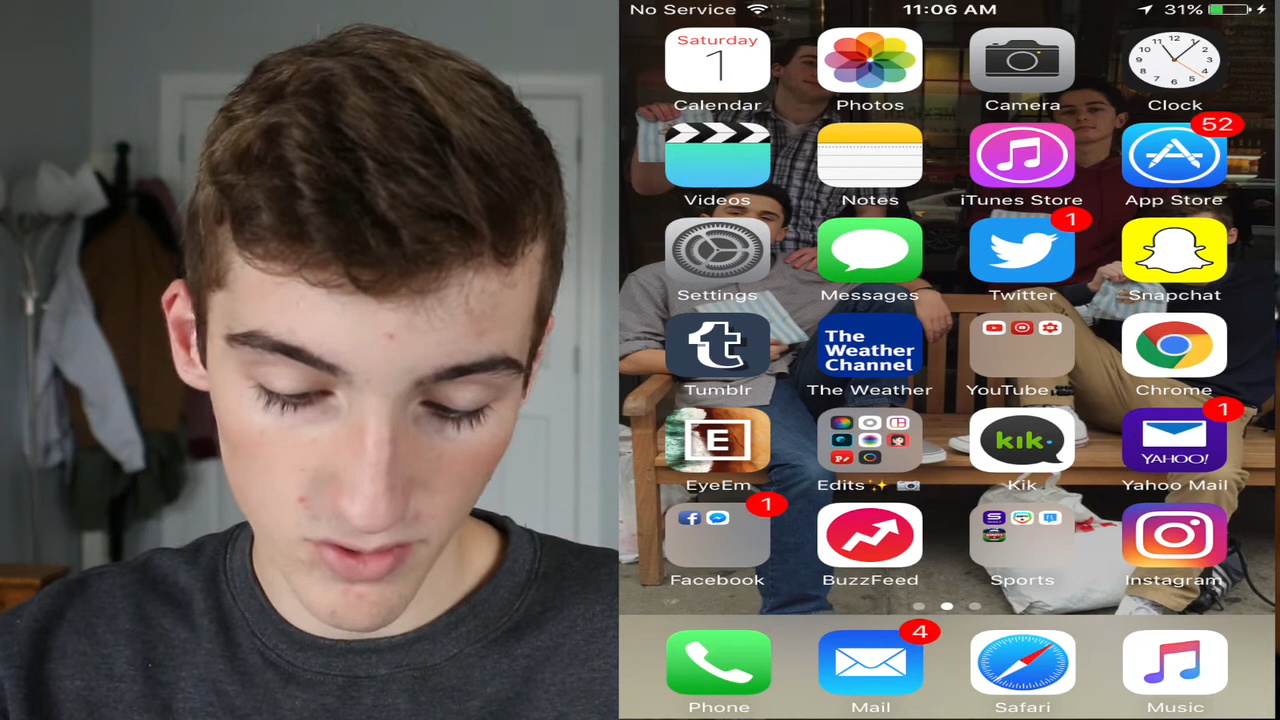 No Service 11:06 AM 31%
Saturday
1 12
Calendar Photos Camera Clock
52
Videos Notes iTunes Store App Store
1
Settings Messages Twitter Snapchat
t The Weather Channel
Tumblr The Weather YouTube Chrome
1
E kik· YAHOO!
EyeEm Edits✨ 📷 Kik Yahoo Mail
1
Facebook BuzzFeed Sports Instagram
4
Phone Mail Safari Music